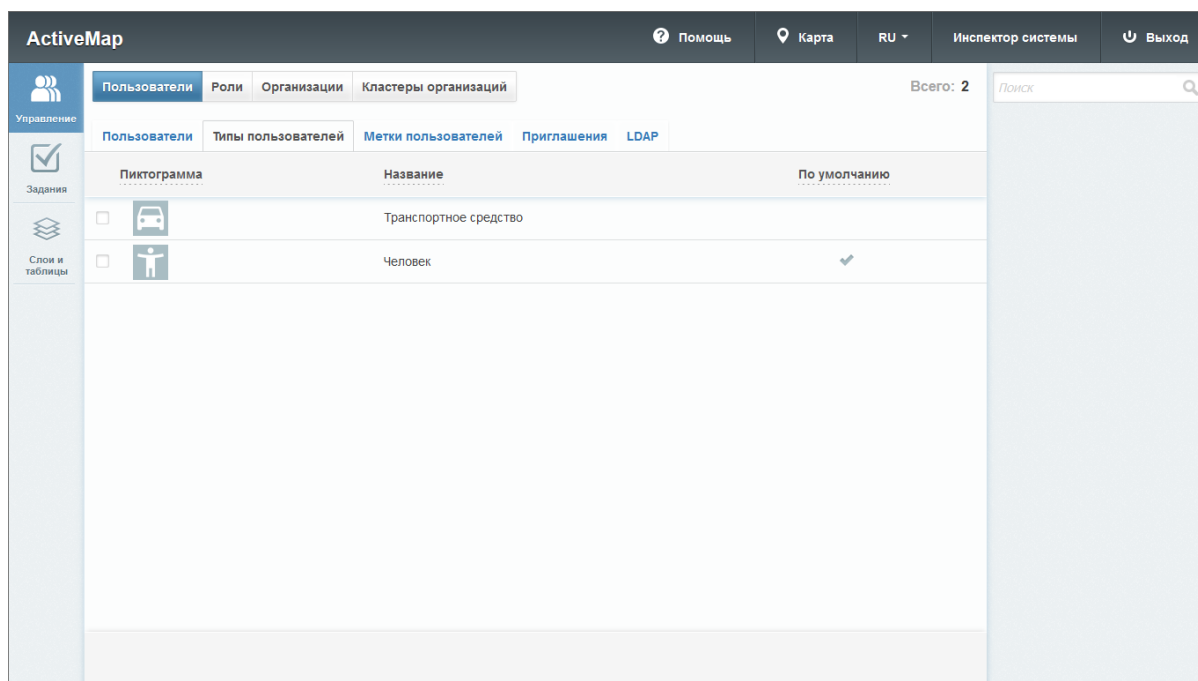 ActiveMap
Помощь
Карта
RU
Инспектор системы
Выход
Управление
Задания
Слои и
таблицы
Пользователи
Роли
Организации
Кластеры организаций
Всего: 2
Поиск
Пользователи
Типы пользователей
Метки пользователей
Приглашения
LDAP
Пиктограмма
Название
По умолчанию
Транспортное средство
Человек